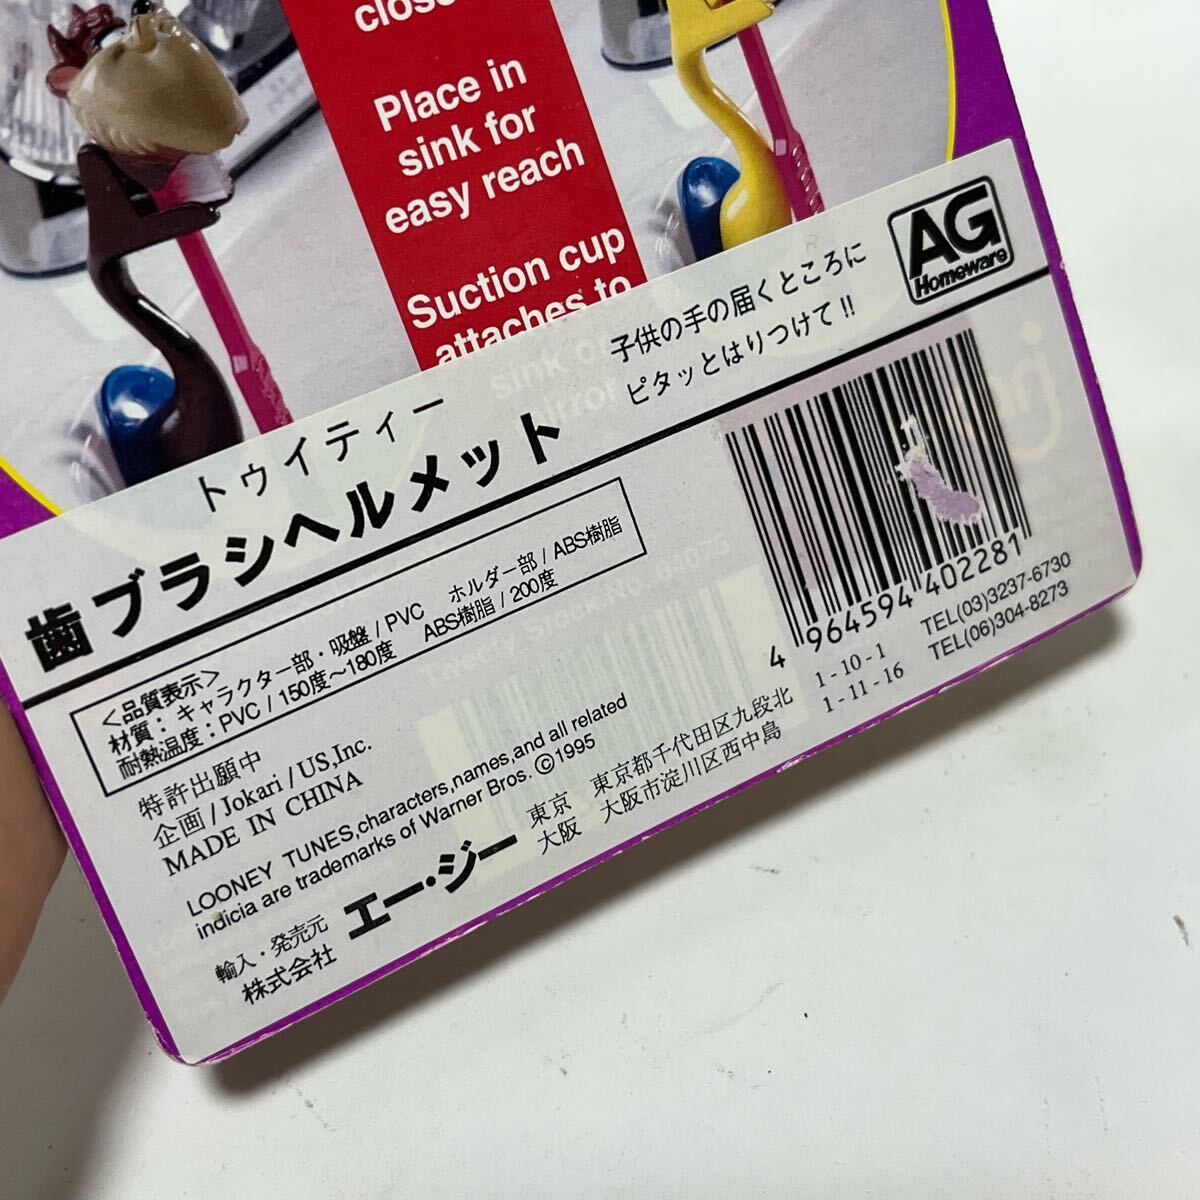 Place in
sink for
easy reach
Suction cup
attaches to
sink or
AG
Homeware
子供の手の届くところに
ピタッとはりつけて!!
トゥイティー
歯ブラシヘルメット
<品質表示>
材質:キャラクター部・吸盤/PVC ホルダー部/ABS樹脂
耐熱温度:PVC/150度~180度 ABS樹脂/200度
4 964594 402281
特許出願中
企画/Jokari/US,Inc.
MADE IN CHINA
LOONEY TUNES,characters,names,and all related
indicia are trademarks of Warner Bros. ©1995
輸入・発売元
株式会社
エー・ジー
東京 東京都千代田区九段北 1-10-1 TEL(03)3237-6730
大阪 大阪市淀川区西中島 1-11-16 TEL(06)304-8273